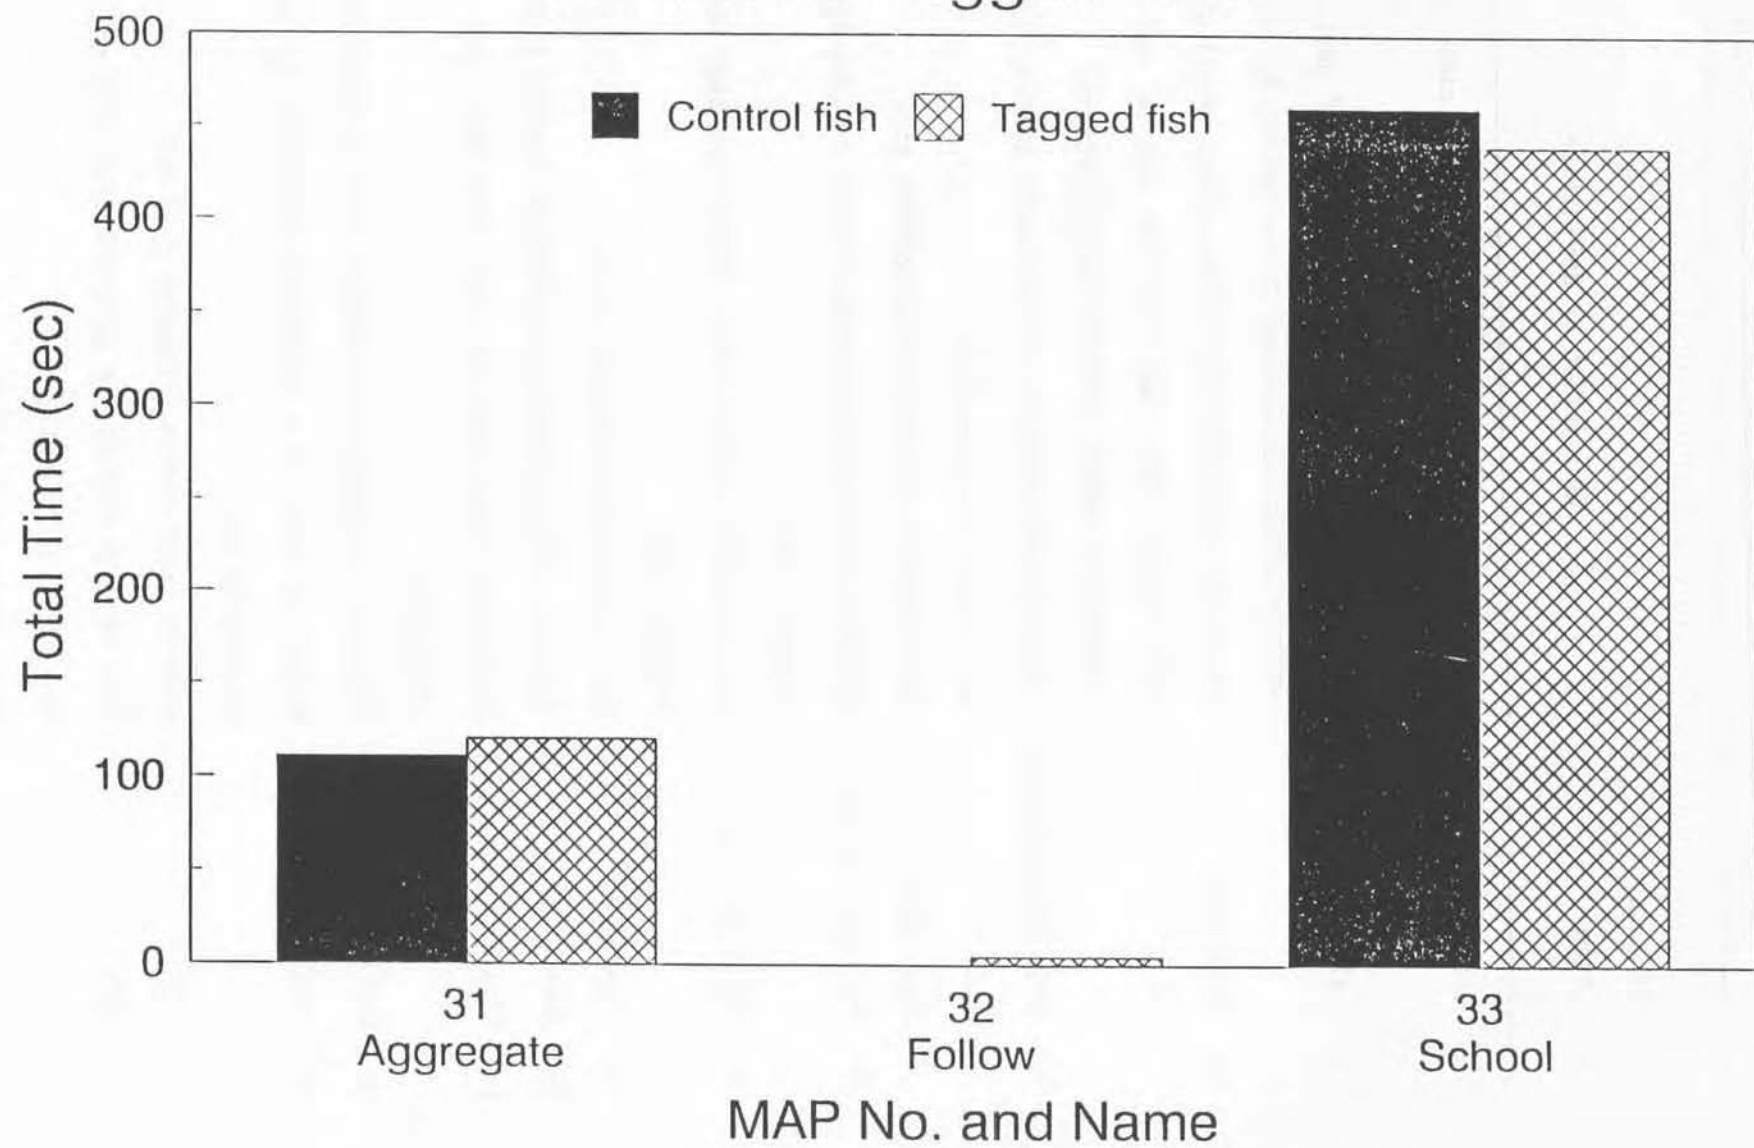 500
400
300
200
100
0
Total Time (sec)
Control fish
Tagged fish
31
Aggregate
32
Follow
33
School
MAP No. and Name